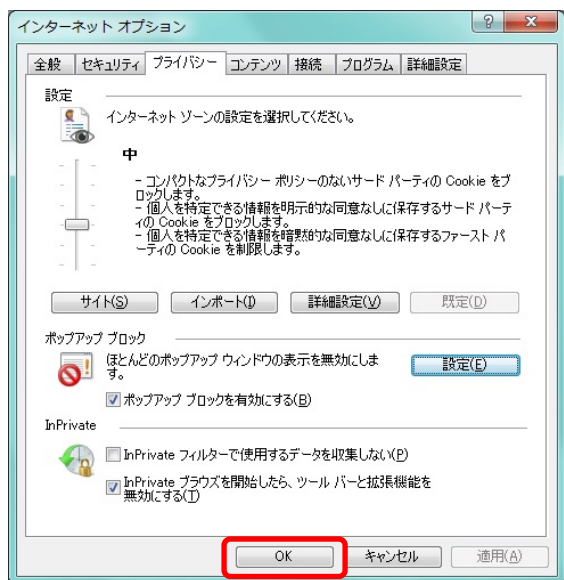 インターネット オプション
全般 セキュリティ プライバシー コンテンツ 接続 プログラム 詳細設定
設定
インターネット ゾーンの設定を選択してください。
中
- コンパクトなプライバシー ポリシーのないサード パーティの Cookie をブ
ロックします。
- 個人を特定できる情報を明示的な同意なしに保存するサード パーテ
ィの Cookie をブロックします。
- 個人を特定できる情報を暗黙的な同意なしに保存するファースト パ
ーティの Cookie を制限します。
サイト(S) インポート(I) 詳細設定(V) 既定(D)
ポップアップ ブロック
ほとんどのポップアップ ウィンドウの表示を無効にしま
す。
設定(E)
ポップアップ ブロックを有効にする(B)
InPrivate
InPrivate フィルターで使用するデータを収集しない(P)
InPrivate ブラウズを開始したら、ツール バーと拡張機能を
無効にする(T)
OK キャンセル 適用(A)